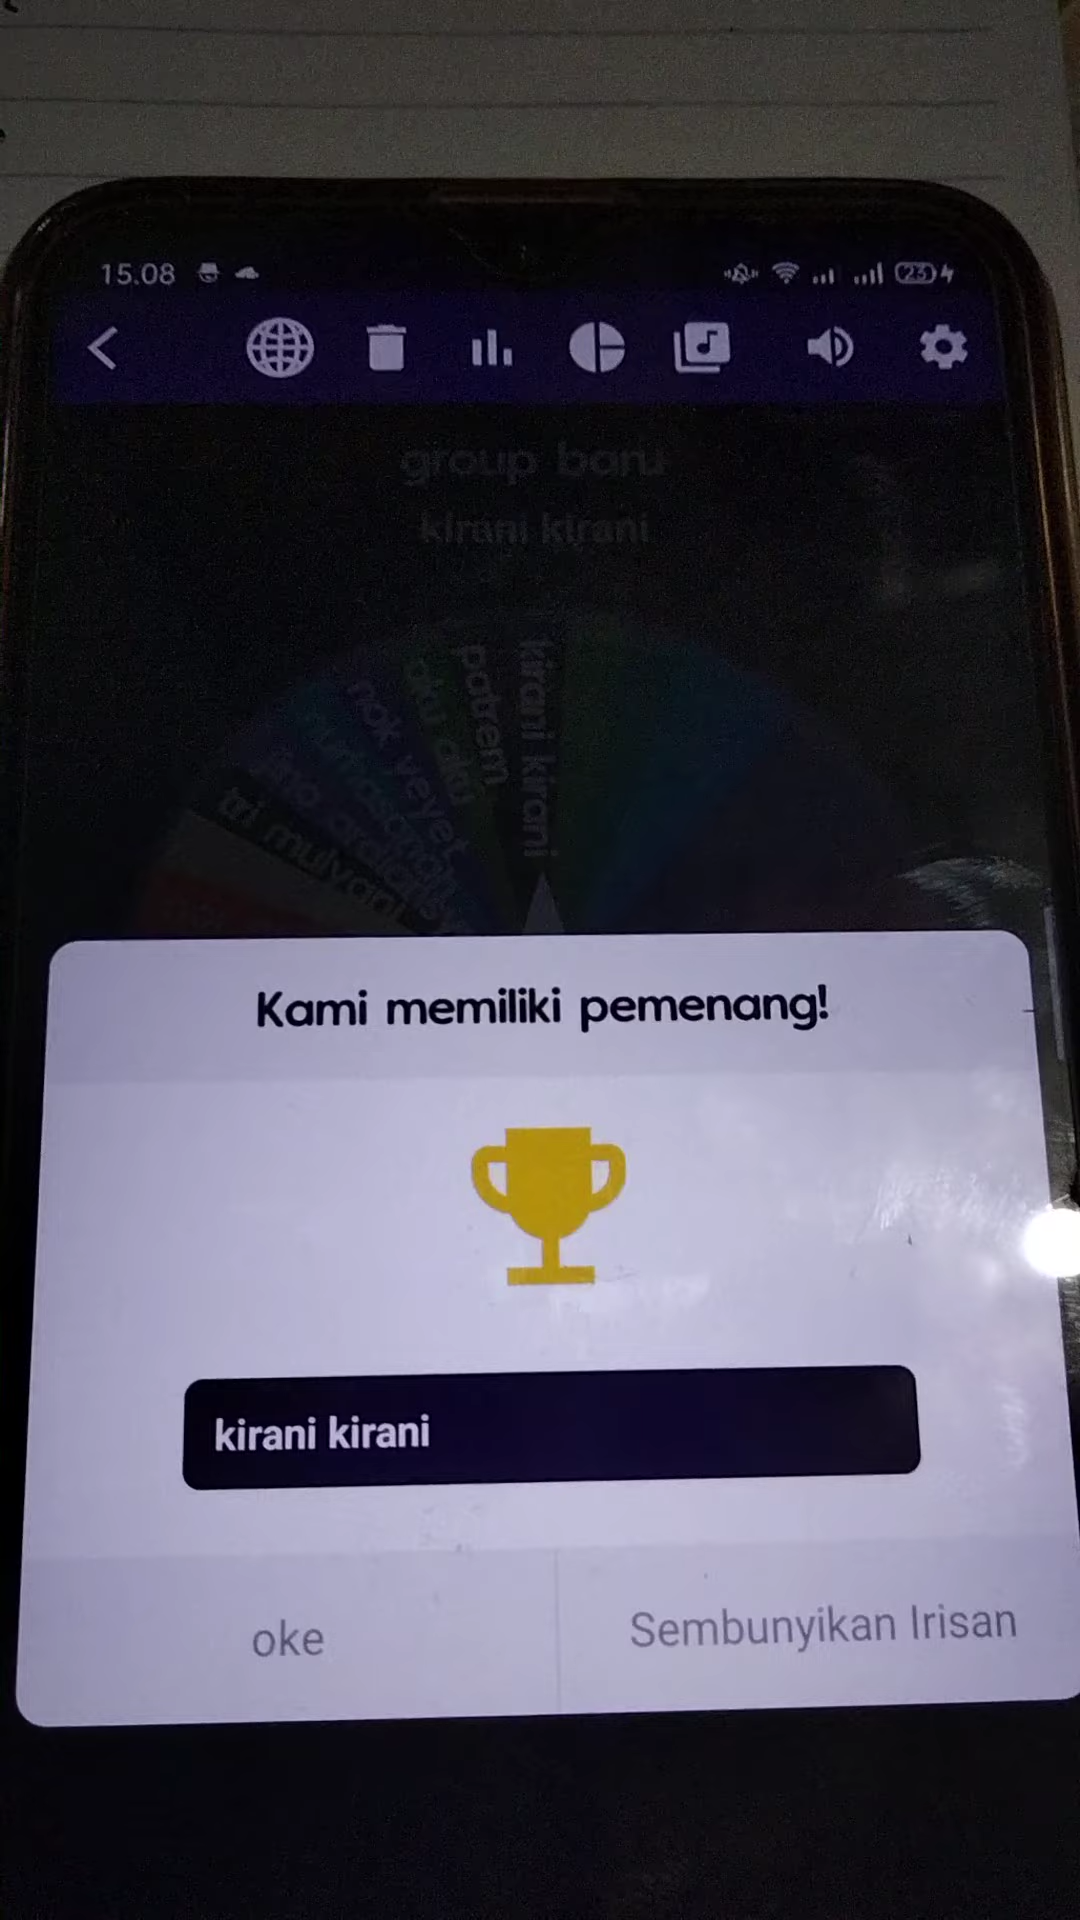 15.08
23
group baru
kirani kirani
kirani kirani
patrem
aku aku
nok yeyet
tri mulyani
Kami memiliki pemenang!
kirani kirani
oke
Sembunyikan Irisan